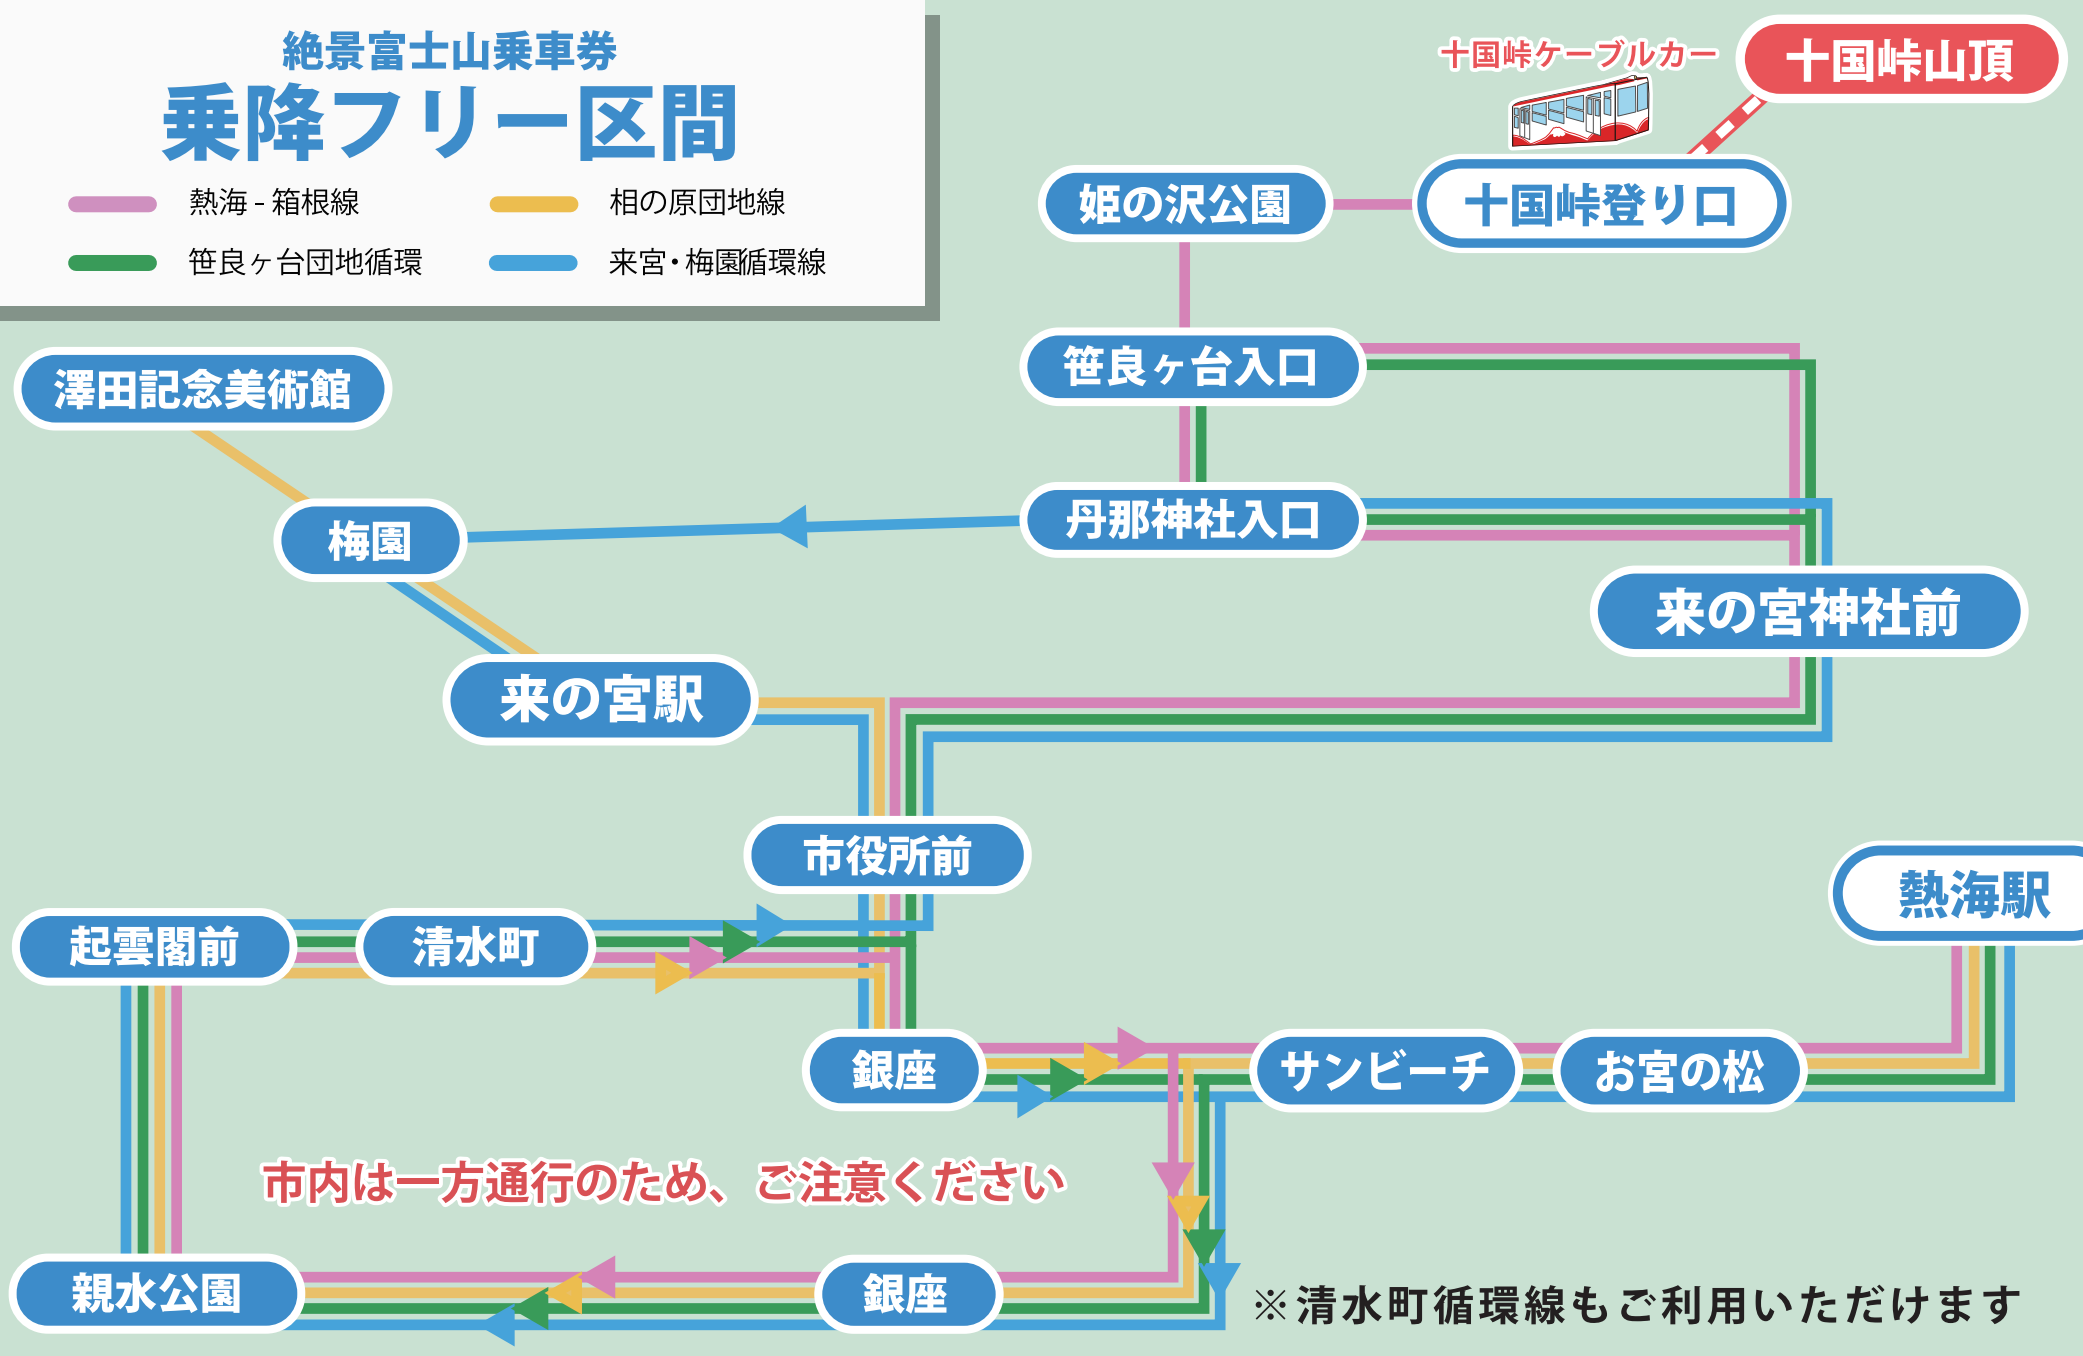 絶景富士山乗車券
乗降フリー区間
熱海 - 箱根線
相の原団地線
笹良ヶ台団地循環
来宮・梅園循環線
十国峠ケーブルカー
十国峠山頂
姫の沢公園
十国峠登り口
笹良ヶ台入口
澤田記念美術館
梅園
丹那神社入口
来の宮神社前
来の宮駅
市役所前
熱海駅
起雲閣前
清水町
銀座
サンビーチ
お宮の松
市内は一方通行のため、ご注意ください
親水公園
銀座
※清水町循環線もご利用いただけます